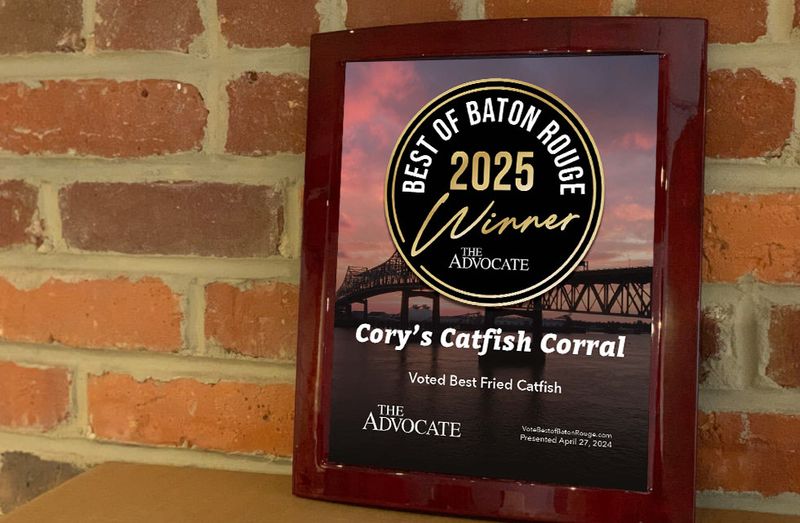 BEST OF BATON ROUGE
2025
Winner
THE
ADVOCATE
Cory's Catfish Corral
Voted Best Fried Catfish
THE
ADVOCATE
VoteBestofBatonRouge.com
Presented April 27, 2024